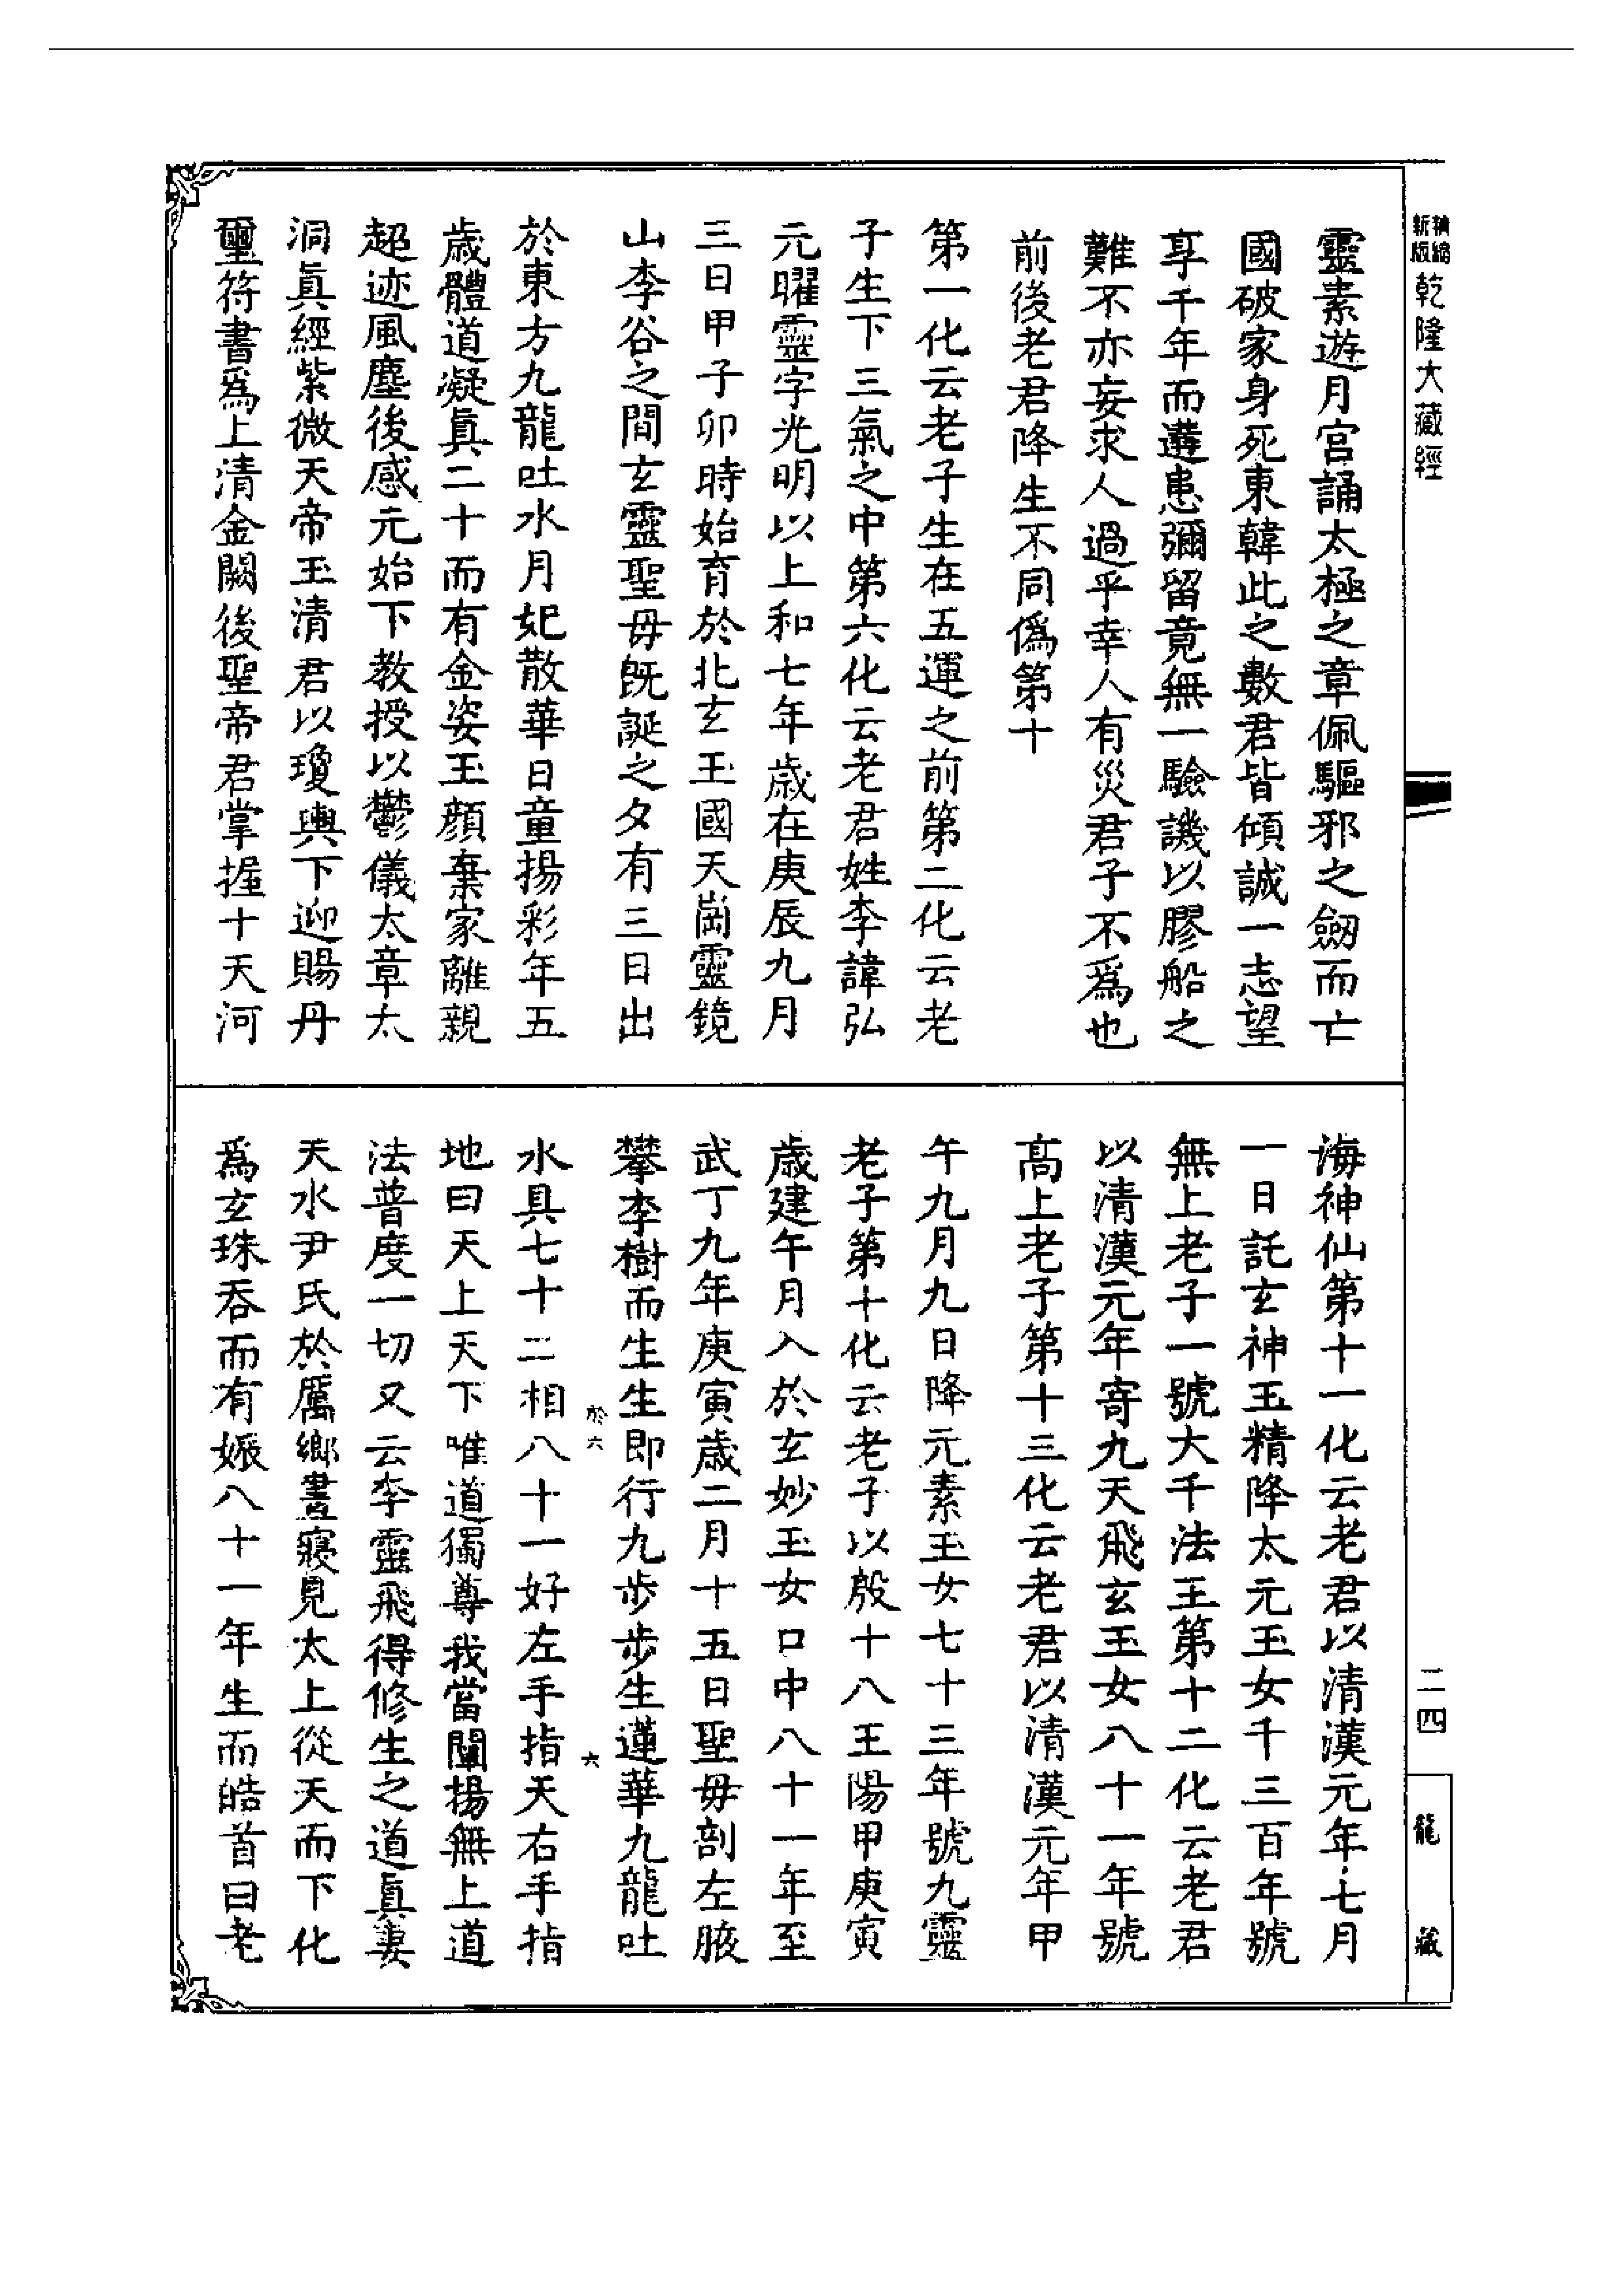 精縮新版乾隆大藏經
二四
龍藏
靈素遊月宮誦太極之章佩驅邪之劒而亡
國破家身死東韓此之數君皆傾誠一志望
享千年而遘患彌留竟無一驗譏以膠船之
難不亦妄求人過乎幸人有災君子不爲也
前後老君降生不同偽第十
第一化云老子生在五運之前第二化云老
子生下三氣之中第六化云老君姓李諱弘
元曜靈字光明以上和七年歲在庚辰九月
三日甲子卯時始育於北玄玉國天崗靈鏡
山李谷之間玄靈聖母旣誕之夕有三日出
於東方九龍吐水月妃散華日童揚彩年五
歲體道凝眞二十而有金姿玉顏棄家離親
超迹風塵後感元始下教授以鬱儀太章太
洞眞經紫微天帝玉清君以瓊輿下迎賜丹
璽符書爲上清金闕後聖帝君掌握十天河
海神仙第十一化云老君以清漢元年七月
一日託玄神玉精降太元玉女千三百年號
無上老子一號大千法王第十二化云老君
以清漢元年寄九天飛玄玉女八十一年號
高上老子第十三化云老君以清漢元年甲
午九月九日降元素玉女七十三年號九靈
老子第十化云老子以殷十八王陽甲庚寅
歲建午月入於玄妙玉女口中八十一年至
武丁九年庚寅歲二月十五日聖母剖左腋
攀李樹而生生即行九步步生蓮華九龍吐
於六 六
水具七十二相八十一好左手指天右手指
地曰天上天下唯道獨尊我當闡揚無上道
法普度一切又云李靈飛得修生之道眞妻
天水尹氏於厲鄉晝寢見太上從天而下化
爲玄珠吞而有娠八十一年生而皓首曰老